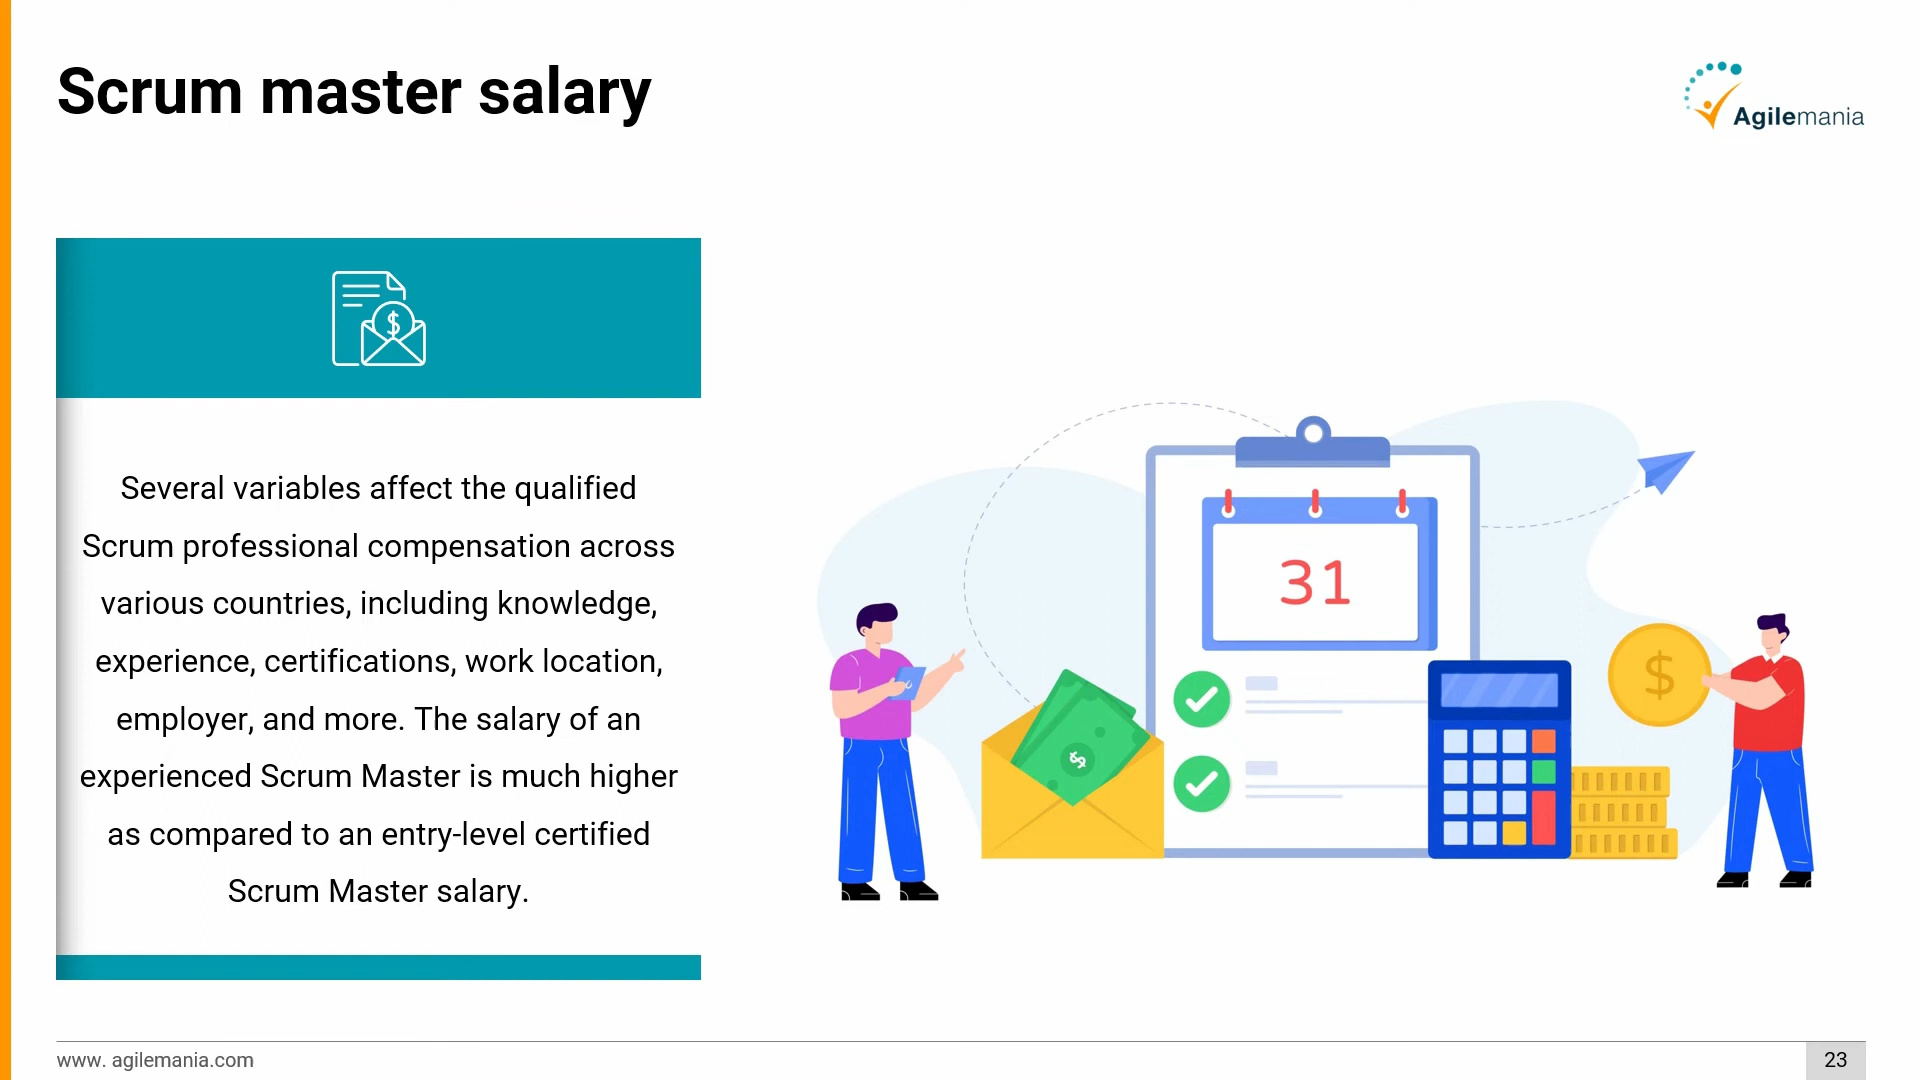 Scrum master salary
Agilemania
Several variables affect the qualified
Scrum professional compensation across
various countries, including knowledge,
experience, certifications, work location,
employer, and more. The salary of an
experienced Scrum Master is much higher
as compared to an entry-level certified
Scrum Master salary.
$
31
$
$
www. agilemania.com
23